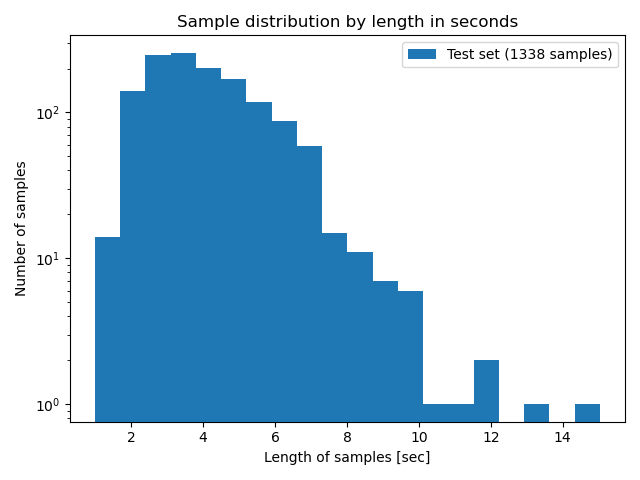 Sample distribution by length in seconds
Test set (1338 samples)
Number of samples
10²
10¹
10⁰
2 4 6 8 10 12 14
Length of samples [sec]